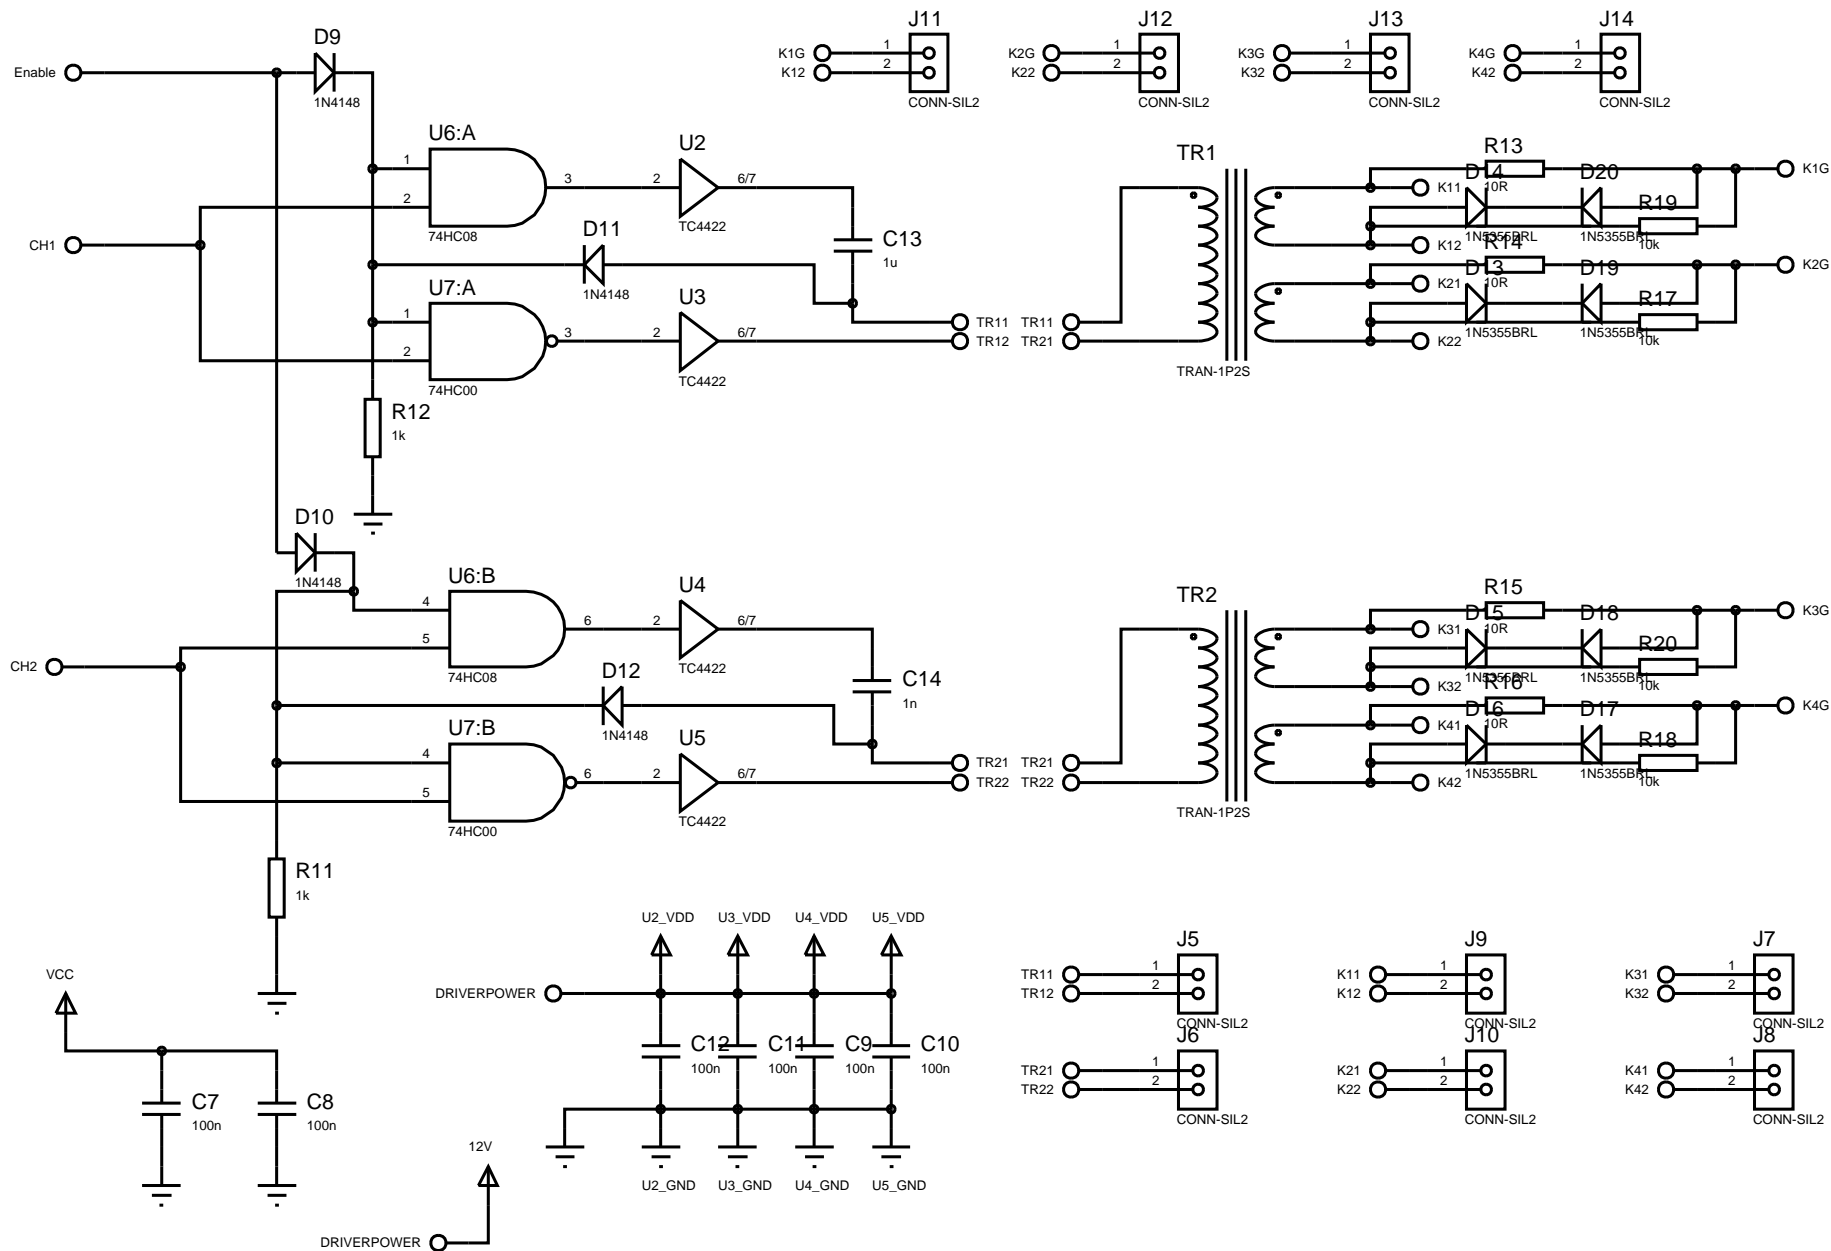 J11
J12
J13
J14
D9
K1G 1
K2G 1
K3G 1
K4G 1
Enable
K12 2
K22 2
K32 2
K42 2
1N4148
CONN-SIL2
CONN-SIL2
CONN-SIL2
CONN-SIL2
U6:A
U2
TR1
R13
1
3
2
6/7
K1G
D14
D20
10R
K11
2
R19
74HC08
TC4422
D11
C13
1u
1N5355BRL
1N5355BRL
10k
K12
CH1
R14
K2G
U7:A
U3
1N4148
D13
D19
10R
K21
R17
1
TR11
TR11
2
3
2
6/7
TR12
TR21
1N5355BRL
1N5355BRL
10k
K22
74HC00
TC4422
TRAN-1P2S
R12
1k
D10
1N4148
U6:B
U4
TR2
R15
4
6
2
6/7
K3G
D15
D18
10R
K31
5
R20
CH2
74HC08
TC4422
D12
C14
1n
1N5355BRL
1N5355BRL
10k
K32
R16
K4G
U7:B
U5
1N4148
D16
D17
10R
K41
R18
4
TR21
TR21
5
6
2
6/7
TR22
TR22
1N5355BRL
1N5355BRL
10k
K42
74HC00
TC4422
TRAN-1P2S
R11
1k
U2_VDD
U3_VDD
U4_VDD
U5_VDD
J5
J9
J7
VCC
TR11 1
K11 1
K31 1
DRIVERPOWER
TR12 2
K12 2
K32 2
CONN-SIL2
CONN-SIL2
CONN-SIL2
C12
C11
C9
C10
J6
J10
J8
100n
100n
100n
100n
TR21 1
K21 1
K41 1
TR22 2
K22 2
K42 2
C7
C8
100n
100n
CONN-SIL2
CONN-SIL2
CONN-SIL2
12V
U2_GND
U3_GND
U4_GND
U5_GND
DRIVERPOWER